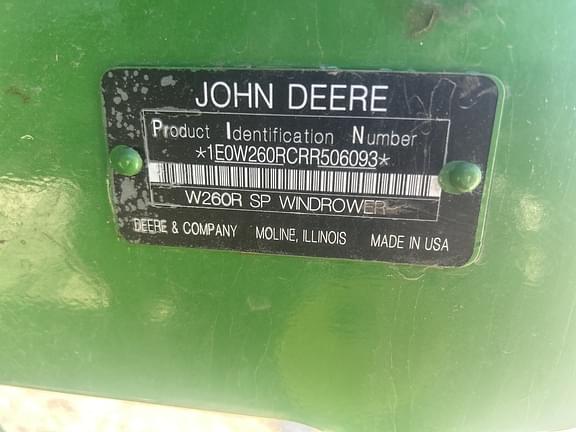 JOHN DEERE
Product Identification Number
*1E0W260RCRR506093*
W260R SP WINDROWER
DEERE & COMPANY MOLINE, ILLINOIS MADE IN USA